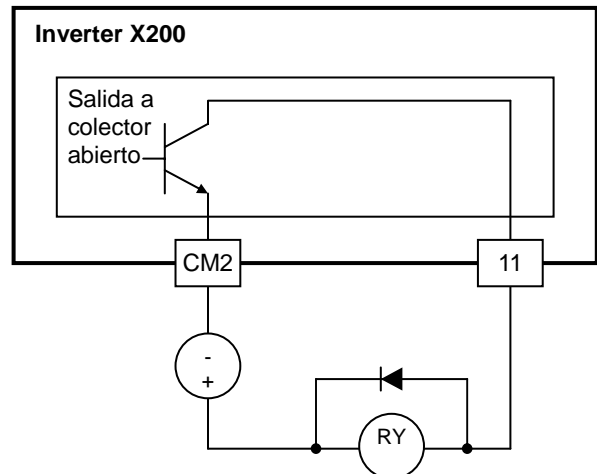 Inverter X200
Salida a
colector
abierto
CM2
11
-
+
RY